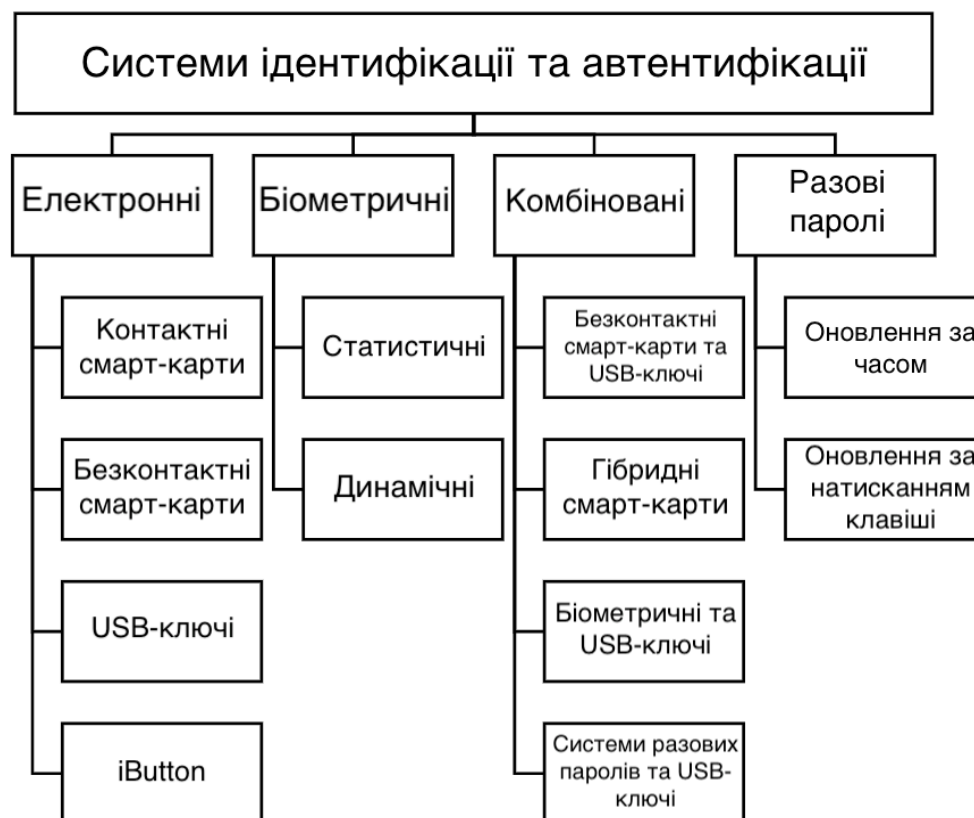 Системи ідентифікації та автентифікації
Електронні
Контактні
смарт-карти
Безконтактні
смарт-карти
USB-ключі
iButton
Біометричні
Статистичні
Динамічні
Комбіновані
Безконтактні
смарт-карти та
USB-ключі
Гібридні
смарт-карти
Біометричні та
USB-ключі
Системи разових
паролів та USB-
ключі
Разові
паролі
Оновлення за
часом
Оновлення за
натисканням
клавіші